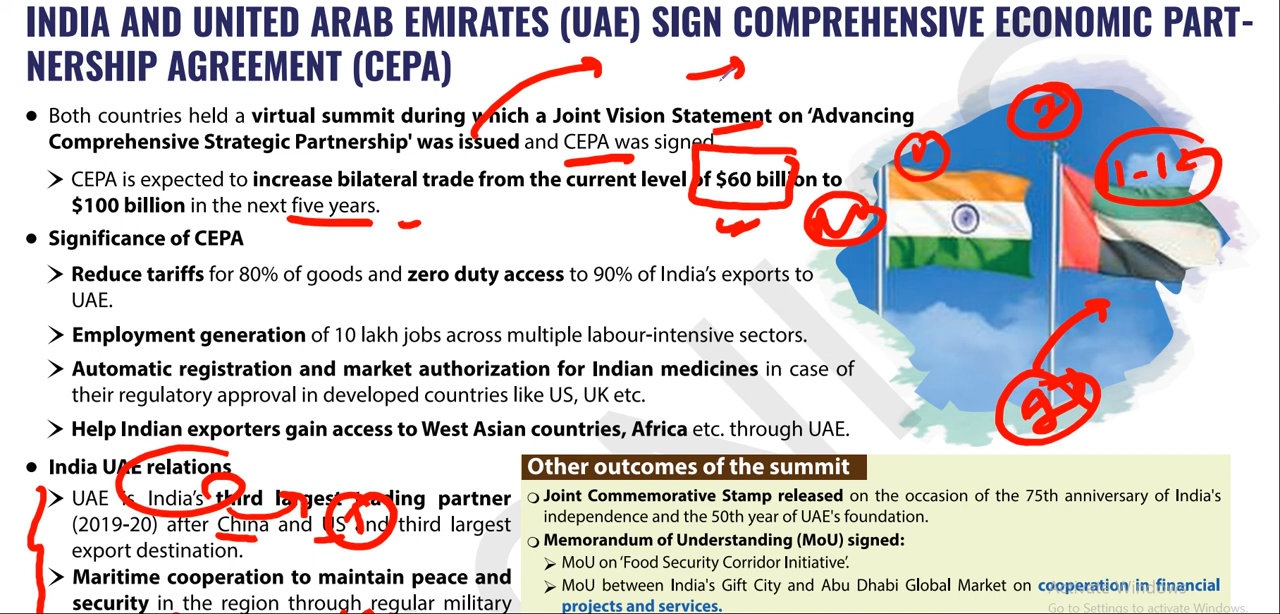 INDIA AND UNITED ARAB EMIRATES (UAE) SIGN COMPREHENSIVE ECONOMIC PART-
NERSHIP AGREEMENT (CEPA)
• Both countries held a virtual summit during which a Joint Vision Statement on ‘Advancing
Comprehensive Strategic Partnership' was issued and CEPA was signed
➢ CEPA is expected to increase bilateral trade from the current level of $60 billion to
$100 billion in the next five years.
• Significance of CEPA
➢ Reduce tariffs for 80% of goods and zero duty access to 90% of India’s exports to
UAE.
➢ Employment generation of 10 lakh jobs across multiple labour-intensive sectors.
➢ Automatic registration and market authorization for Indian medicines in case of
their regulatory approval in developed countries like US, UK etc.
➢ Help Indian exporters gain access to West Asian countries, Africa etc. through UAE.
1-15
• India UAE relations
➢ UAE is India’s third largest trading partner
(2019-20) after China and US and third largest
export destination.
➢ Maritime cooperation to maintain peace and
security in the region through regular military
Other outcomes of the summit
○ Joint Commemorative Stamp released on the occasion of the 75th anniversary of India's
independence and the 50th year of UAE's foundation.
○ Memorandum of Understanding (MoU) signed:
➢ MoU on ‘Food Security Corridor Initiative’.
➢ MoU between India's Gift City and Abu Dhabi Global Market on cooperation in financial
projects and services.
Activate Windows
Go to Settings to activate Windows.